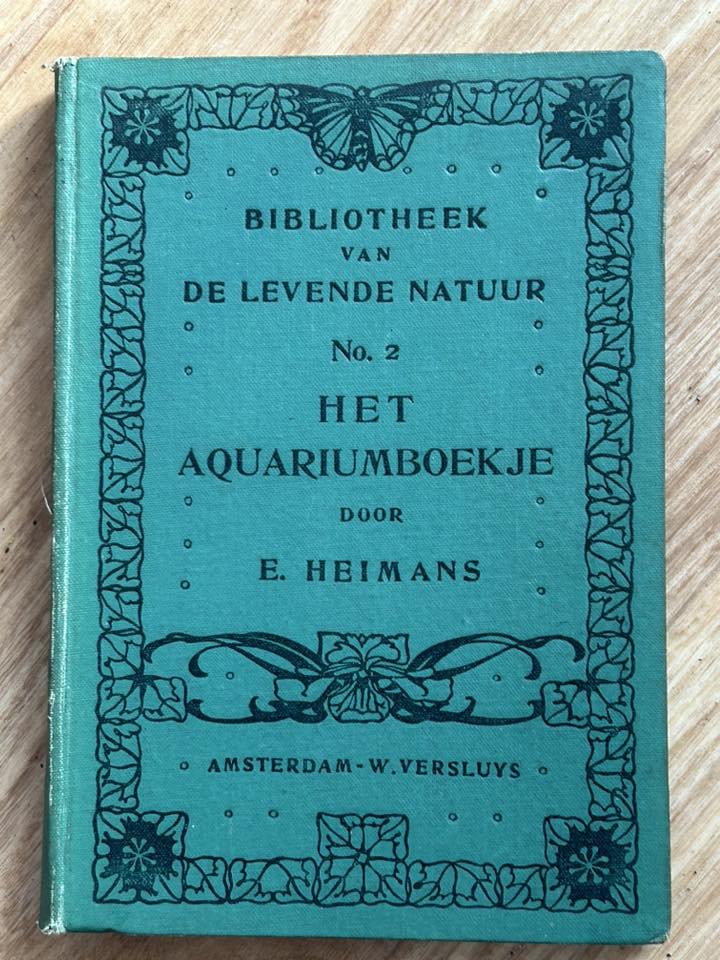 BIBLIOTHEEK
VAN
DE LEVENDE NATUUR
No. 2
HET
AQUARIUMBOEKJE
DOOR
E. HEIMANS
AMSTERDAM-W. VERSLUYS